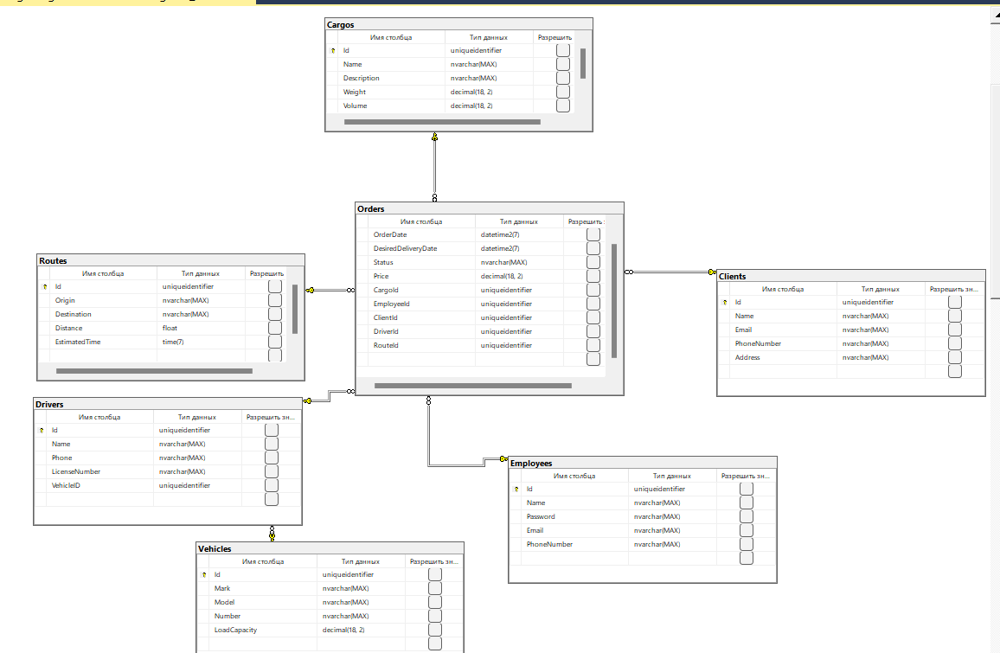 Cargos
Имя столбца Тип данных Разрешить
Id uniqueidentifier
Name nvarchar(MAX)
Description nvarchar(MAX)
Weight decimal(18, 2)
Volume decimal(18, 2)
Orders
Имя столбца Тип данных Разрешить :
OrderDate datetime2(7)
DesiredDeliveryDate datetime2(7)
Status nvarchar(MAX)
Price decimal(18, 2)
CargoId uniqueidentifier
EmployeeId uniqueidentifier
ClientId uniqueidentifier
DriverId uniqueidentifier
RouteId uniqueidentifier
Routes
Имя столбца Тип данных Разрешить
Id uniqueidentifier
Origin nvarchar(MAX)
Destination nvarchar(MAX)
Distance float
EstimatedTime time(7)
Clients
Имя столбца Тип данных Разрешить зн...
Id uniqueidentifier
Name nvarchar(MAX)
Email nvarchar(MAX)
PhoneNumber nvarchar(MAX)
Address nvarchar(MAX)
Drivers
Имя столбца Тип данных Разрешить зн...
Id uniqueidentifier
Name nvarchar(MAX)
Phone nvarchar(MAX)
LicenseNumber nvarchar(MAX)
VehicleID uniqueidentifier
Employees
Имя столбца Тип данных Разрешить зн...
Id uniqueidentifier
Name nvarchar(MAX)
Password nvarchar(MAX)
Email nvarchar(MAX)
PhoneNumber nvarchar(MAX)
Vehicles
Имя столбца Тип данных Разрешить зн...
Id uniqueidentifier
Mark nvarchar(MAX)
Model nvarchar(MAX)
Number nvarchar(MAX)
LoadCapacity decimal(18, 2)